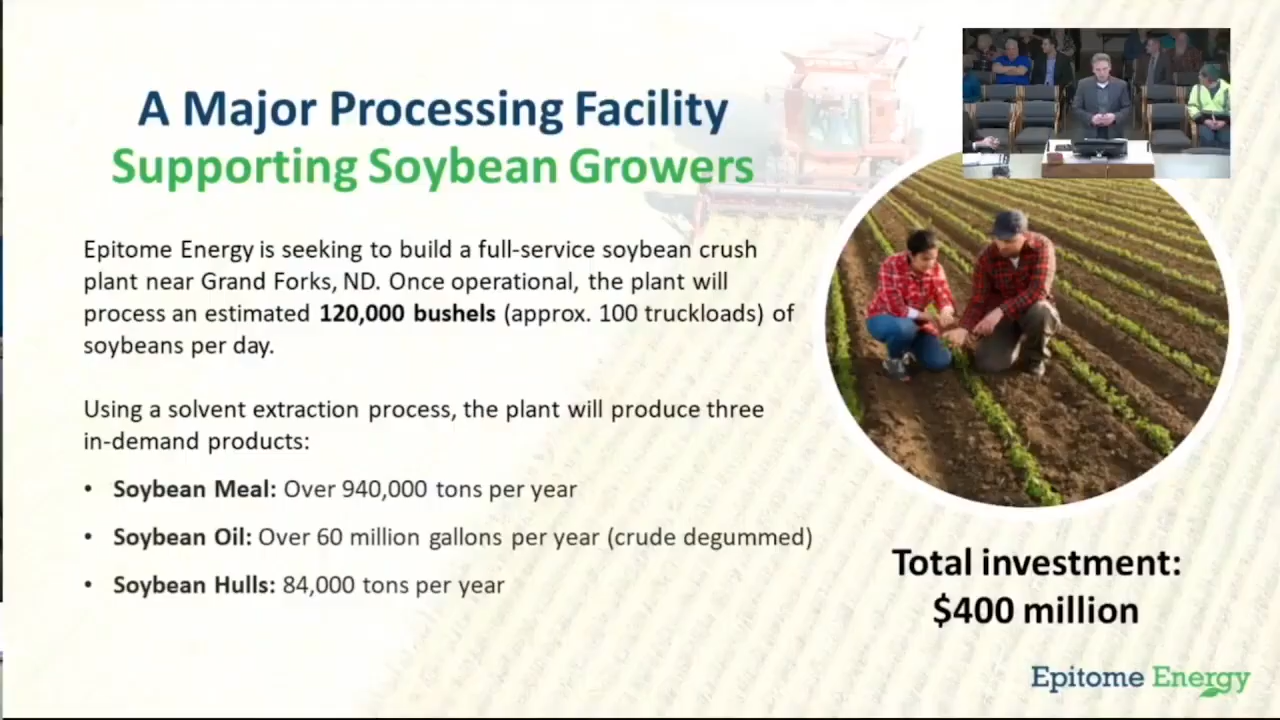 A Major Processing Facility
Supporting Soybean Growers
Epitome Energy is seeking to build a full-service soybean crush
plant near Grand Forks, ND. Once operational, the plant will
process an estimated 120,000 bushels (approx. 100 truckloads) of
soybeans per day.
Using a solvent extraction process, the plant will produce three
in-demand products:
• Soybean Meal: Over 940,000 tons per year
• Soybean Oil: Over 60 million gallons per year (crude degummed)
• Soybean Hulls: 84,000 tons per year
Total investment:
$400 million
Epitome Energy